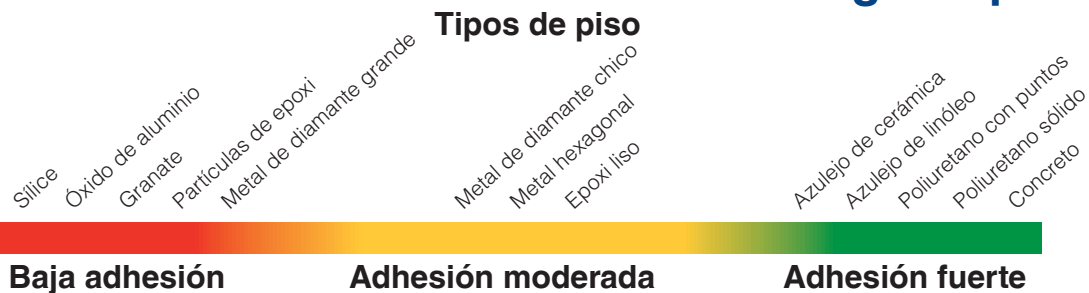 Tipos de piso
Sílice
Óxido de aluminio
Granate
Partículas de epoxi
Metal de diamante grande
Metal de diamante chico
Metal hexagonal
Epoxi liso
Azulejo de cerámica
Azulejo de linóleo
Poliuretano con puntos
Poliuretano sólido
Concreto
Baja adhesión
Adhesión moderada
Adhesión fuerte